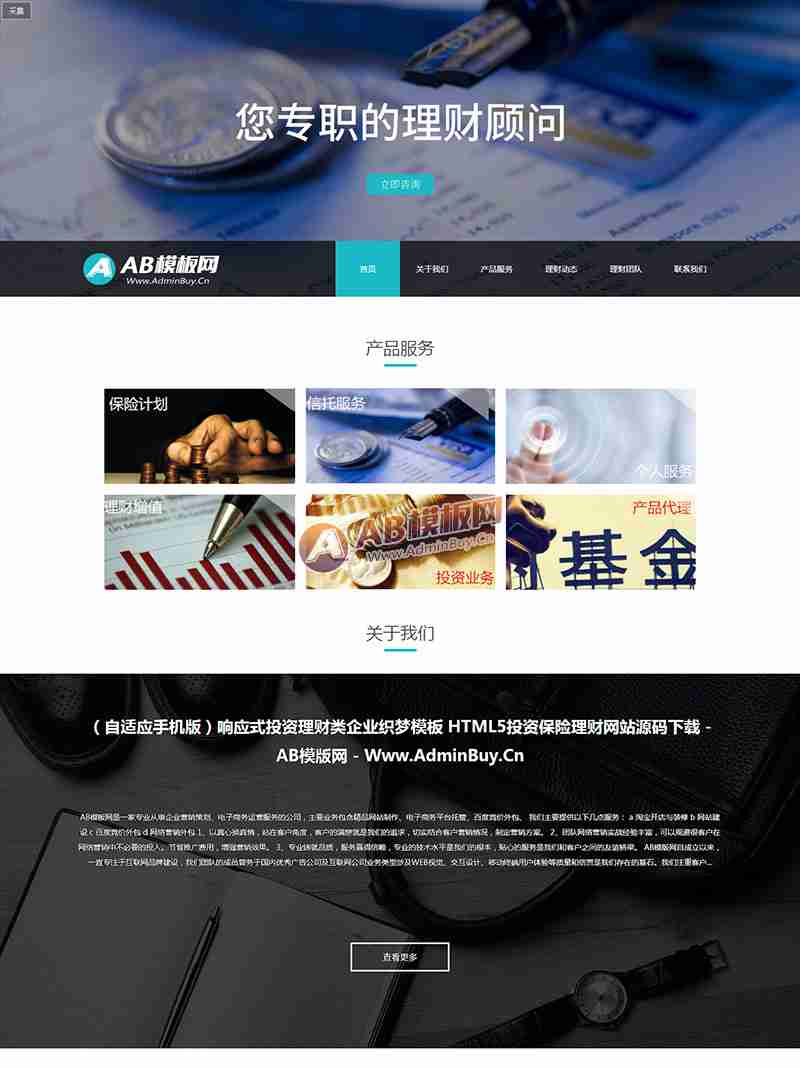 采集
您专职的理财顾问
立即咨询
AB模板网
Www.AdminBuy.Cn
首页 关于我们 产品服务 理财动态 理财团队 联系我们
产品服务
保险计划
信托服务
个人服务
理财增值
AB模板网
Www.AdminBuy.Cn
投资业务
产品代理
基金
关于我们
（自适应手机版）响应式投资理财类企业织梦模板 HTML5投资保险理财网站源码下载 -
AB模版网 - Www.AdminBuy.Cn
AB模板网是一家专业从事企业营销策划、电子商务运营服务的公司，主要业务包含精品网站制作、电子商务平台托管、百度竞价外包。 我们主要提供以下几点服务： a 淘宝开店与装修 b 网站建
设 c 百度竞价外包 d 网络营销外包 1、以真心换真情，站在客户角度，客户的满意就是我们的追求，切实结合客户营销情况，制定营销方案。 2、团队网络营销实战经验丰富，可以规避很客户在
网络营销中不必要的投入，节省推广费用，增强营销效果。 3、专业铸就品质，服务赢得信赖，专业的技术水平是我们的根本，贴心的服务是我们和客户之间的友谊桥梁。 AB模版网自成立以来，
一直专注于互联网品牌建设，我们团队的成员曾务于国内优秀广告公司及互联网公司业务类型涉及WEB视觉、交互设计、移动终端用户体验等质量和信誉是我们存在的基石。我们注重客户...
查看更多